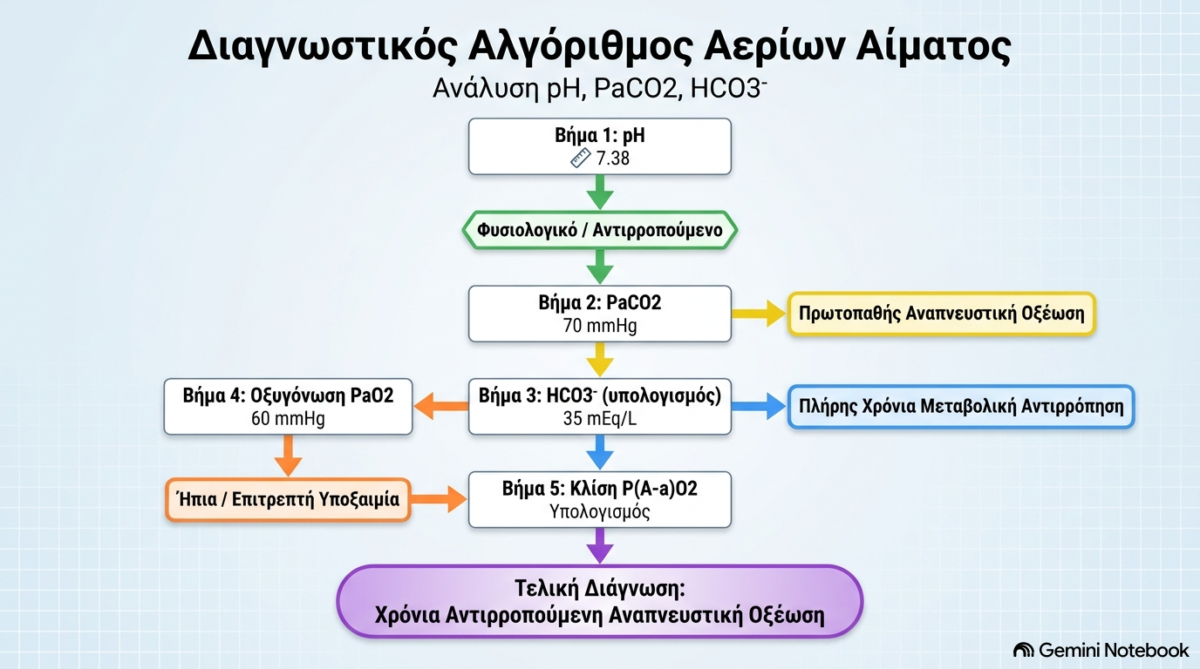 Διαγνωστικός Αλγόριθμος Αερίων Αίματος
Ανάλυση pH, PaCO2, HCO3⁻
Βήμα 1: pH
7.38
Φυσιολογικό / Αντιρροπούμενο
Βήμα 2: PaCO2
70 mmHg
Πρωτοπαθής Αναπνευστική Οξέωση
Βήμα 3: HCO3⁻ (υπολογισμός)
35 mEq/L
Πλήρης Χρόνια Μεταβολική Αντιρρόπηση
Βήμα 4: Οξυγόνωση PaO2
60 mmHg
Ήπια / Επιτρεπτή Υποξαιμία
Βήμα 5: Κλίση P(A-a)O2
Υπολογισμός
Τελική Διάγνωση:
Χρόνια Αντιρροπούμενη Αναπνευστική Οξέωση
Gemini Notebook